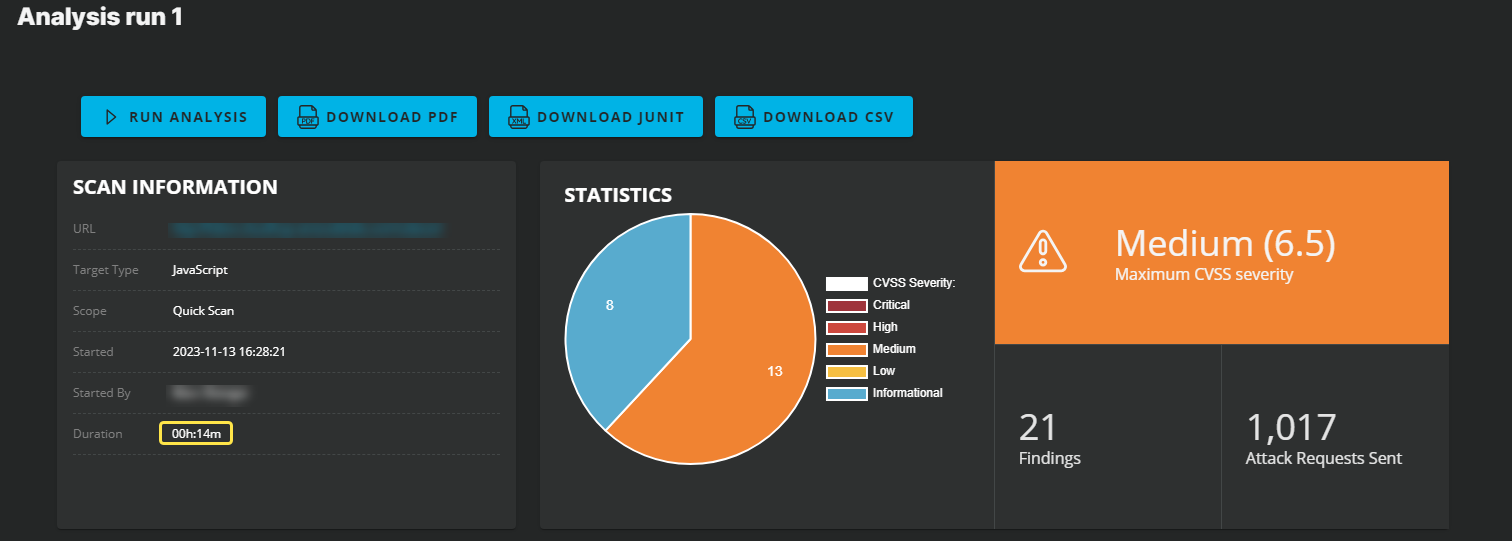 Analysis run 1
RUN ANALYSIS
PDF
DOWNLOAD PDF
XML
DOWNLOAD JUNIT
CSV
DOWNLOAD CSV
SCAN INFORMATION
URL
Target Type JavaScript
Scope Quick Scan
Started 2023-11-13 16:28:21
Started By
Duration 00h:14m
STATISTICS
8
13
CVSS Severity:
Critical
High
Medium
Low
Informational
Medium (6.5)
Maximum CVSS severity
21
Findings
1,017
Attack Requests Sent